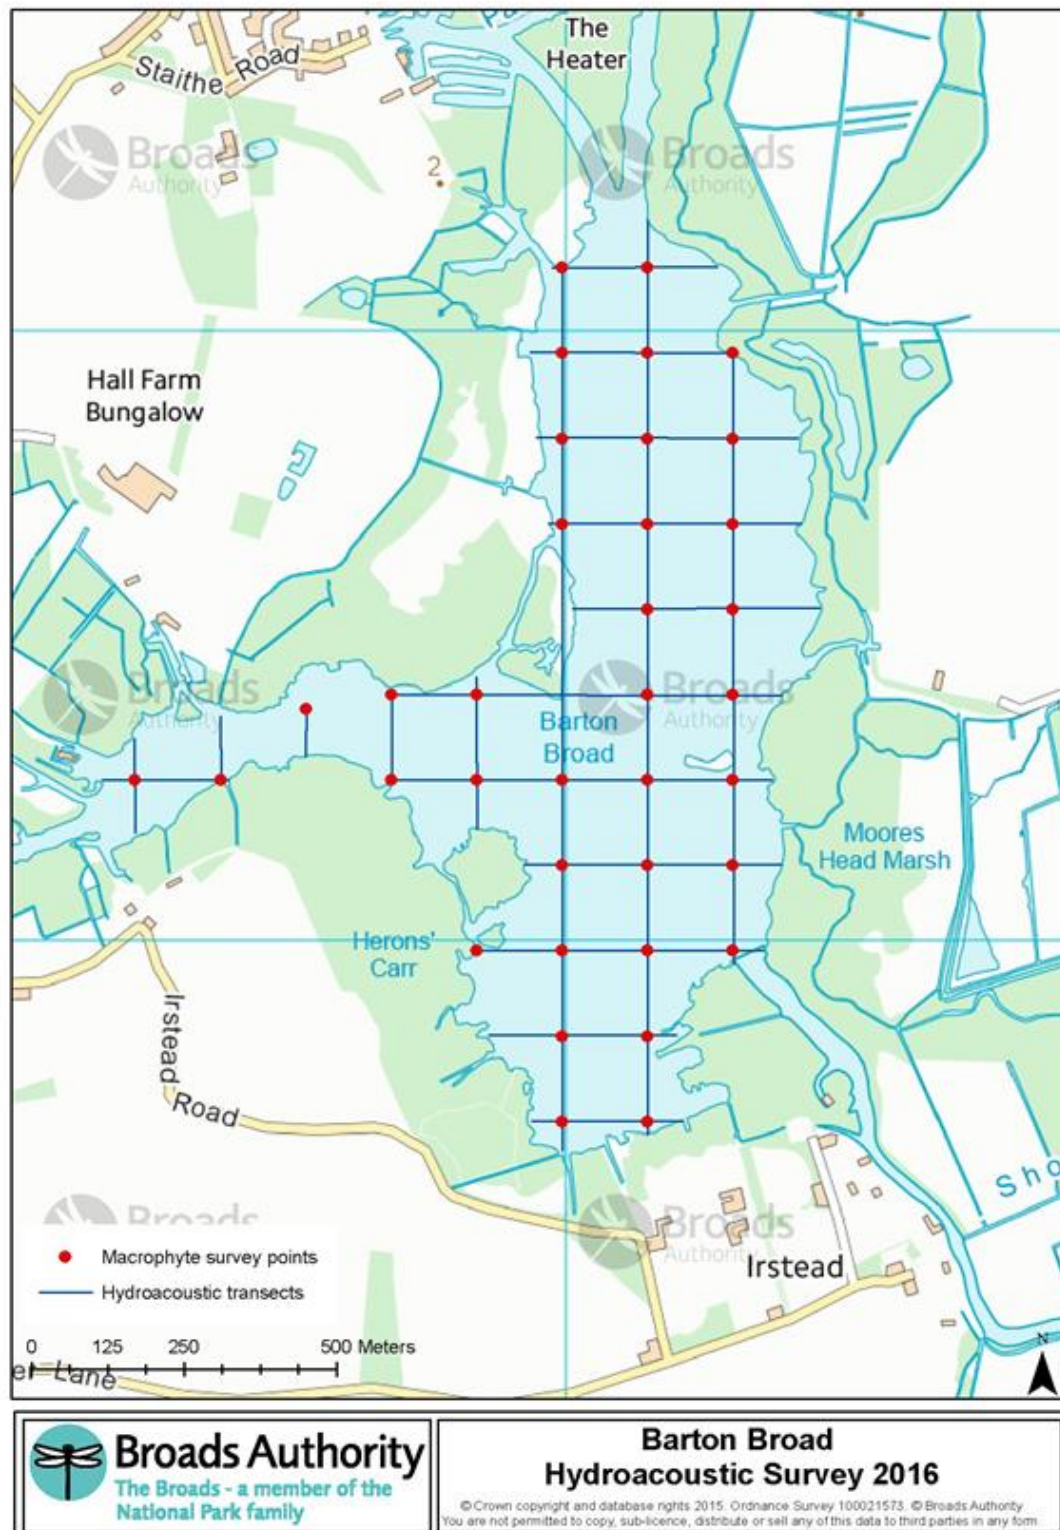 The
Heater
Staithe Road
Broads
Authority
Broads
Authority
2
Hall Farm
Bungalow
Broads
Authority
Broads
Authority
Barton
Broad
Moores
Head Marsh
Herons'
Carr
Irstead
Road
Sho
Broads
Broads
Authority
Irstead
Macrophyte survey points
Hydroacoustic transects
0 125 250 500 Meters
Lane
N
Broads Authority
The Broads - a member of the
National Park family
Barton Broad
Hydroacoustic Survey 2016
© Crown copyright and database rights 2015. Ordnance Survey 100021573. © Broads Authority
You are not permitted to copy, sub-licence, distribute or sell any of this data to third parties in any form